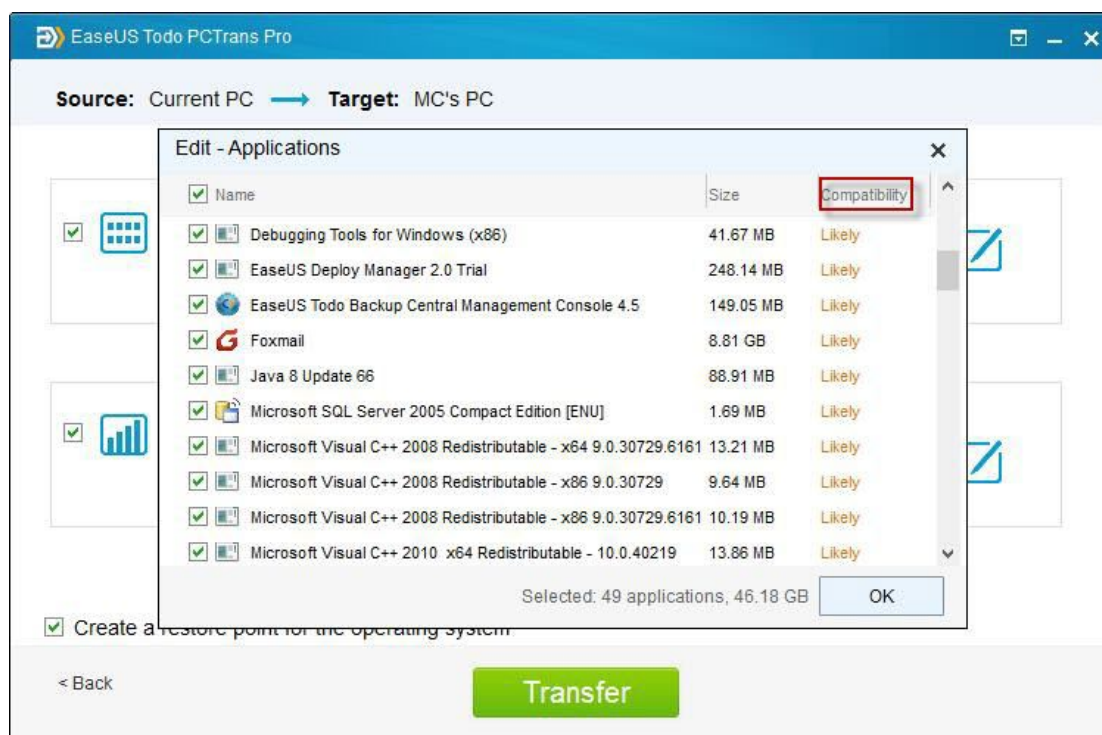 EaseUS Todo PCTrans Pro
Source: Current PC Target: MC's PC
Edit - Applications
Name Size Compatibility
Debugging Tools for Windows (x86) 41.67 MB Likely
EaseUS Deploy Manager 2.0 Trial 248.14 MB Likely
EaseUS Todo Backup Central Management Console 4.5 149.05 MB Likely
Foxmail 8.81 GB Likely
Java 8 Update 66 88.91 MB Likely
Microsoft SQL Server 2005 Compact Edition [ENU] 1.69 MB Likely
Microsoft Visual C++ 2008 Redistributable - x64 9.0.30729.6161 13.21 MB Likely
Microsoft Visual C++ 2008 Redistributable - x86 9.0.30729 9.64 MB Likely
Microsoft Visual C++ 2008 Redistributable - x86 9.0.30729.6161 10.19 MB Likely
Microsoft Visual C++ 2010 x64 Redistributable - 10.0.40219 13.86 MB Likely
Selected: 49 applications, 46.18 GB OK
Create a restore point for the operating system
< Back Transfer